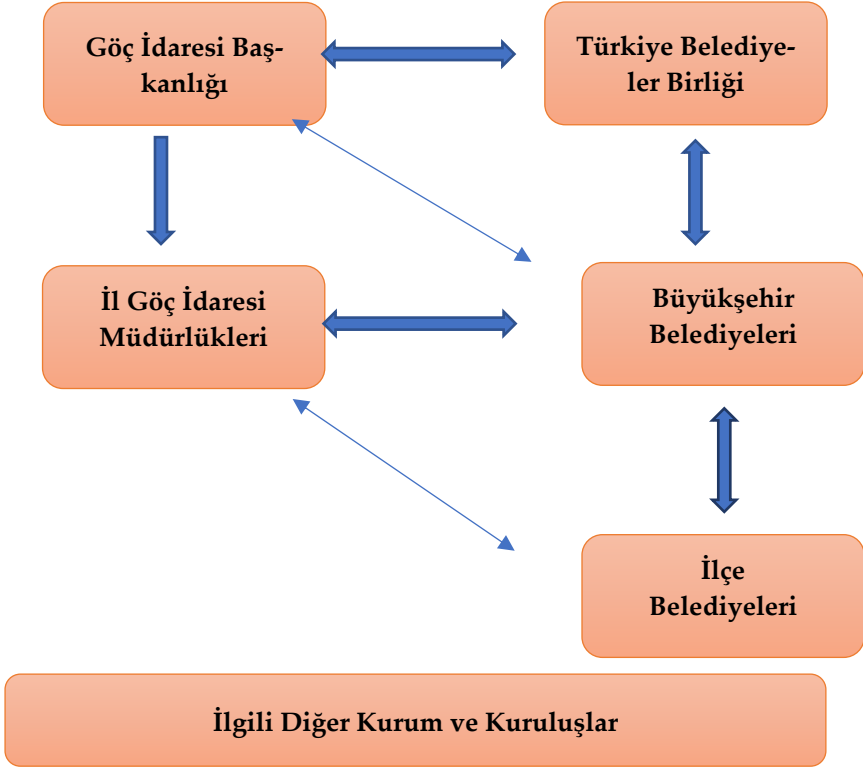 Göç İdaresi Baş-
kanlığı
Türkiye Belediye-
ler Birliği
İl Göç İdaresi
Müdürlükleri
Büyükşehir
Belediyeleri
İlçe
Belediyeleri
İlgili Diğer Kurum ve Kuruluşlar